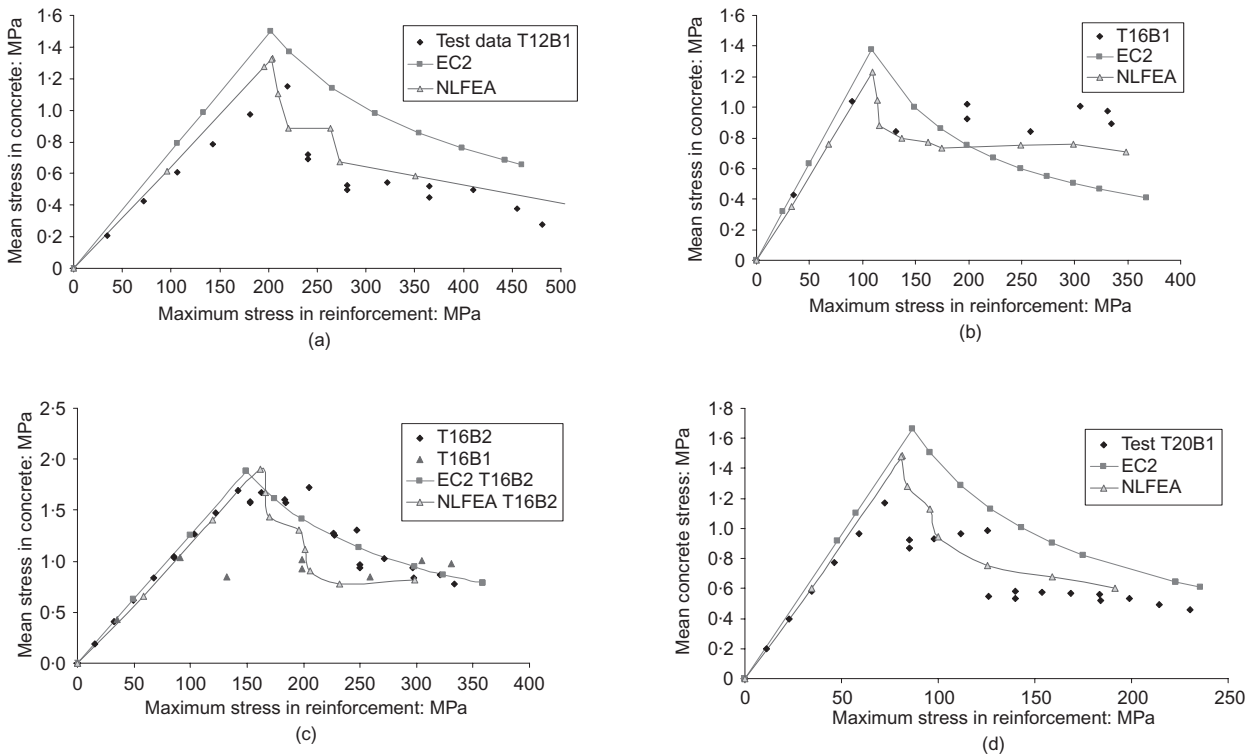 Mean stress in concrete: MPa
1·6
1·4
1·2
1·0
0·8
0·6
0·4
0·2
0
0
50
100
150
200
250
300
350
400
450
500
Maximum stress in reinforcement: MPa
(a)
Test data T12B1
EC2
NLFEA
Mean stress in concrete: MPa
1·6
1·4
1·2
1·0
0·8
0·6
0·4
0·2
0
0
50
100
150
200
250
300
350
400
Maximum stress in reinforcement: MPa
(b)
T16B1
EC2
NLFEA
Mean stress in concrete: MPa
2·5
2·0
1·5
1·0
0·5
0·0
0
50
100
150
200
250
300
350
400
Maximum stress in reinforcement: MPa
(c)
T16B2
T16B1
EC2 T16B2
NLFEA T16B2
Mean concrete stress: MPa
1·8
1·6
1·4
1·2
1·0
0·8
0·6
0·4
0·2
0
0
50
100
150
200
250
Maximum stress in reinforcement: MPa
(d)
Test T20B1
EC2
NLFEA